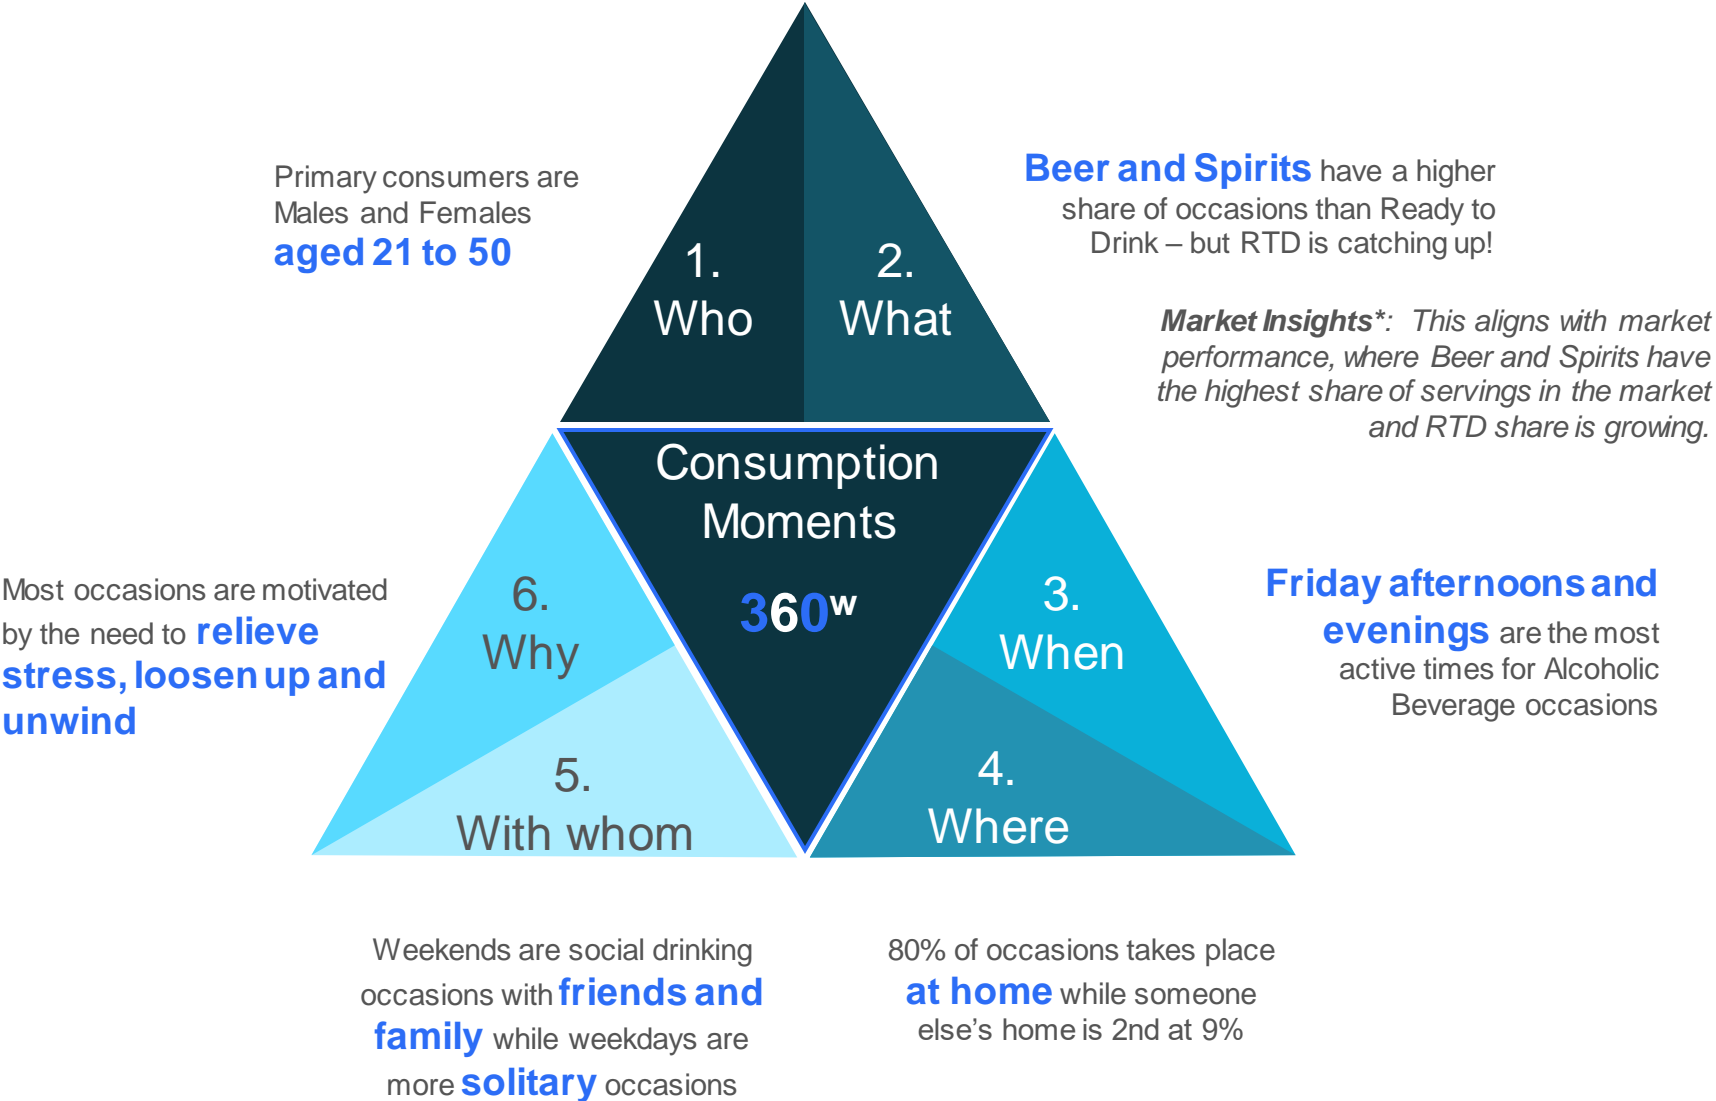 Primary consumers are
Males and Females
aged 21 to 50
1.
Who
2.
What
Beer and Spirits have a higher
share of occasions than Ready to
Drink – but RTD is catching up!
Market Insights*: This aligns with market
performance, where Beer and Spirits have
the highest share of servings in the market
and RTD share is growing.
Consumption
Moments
360ʷ
3.
When
Friday afternoons and
evenings are the most
active times for Alcoholic
Beverage occasions
4.
Where
80% of occasions takes place
at home while someone
else’s home is 2nd at 9%
5.
With whom
Weekends are social drinking
occasions with friends and
family while weekdays are
more solitary occasions
6.
Why
Most occasions are motivated
by the need to relieve
stress, loosen up and
unwind